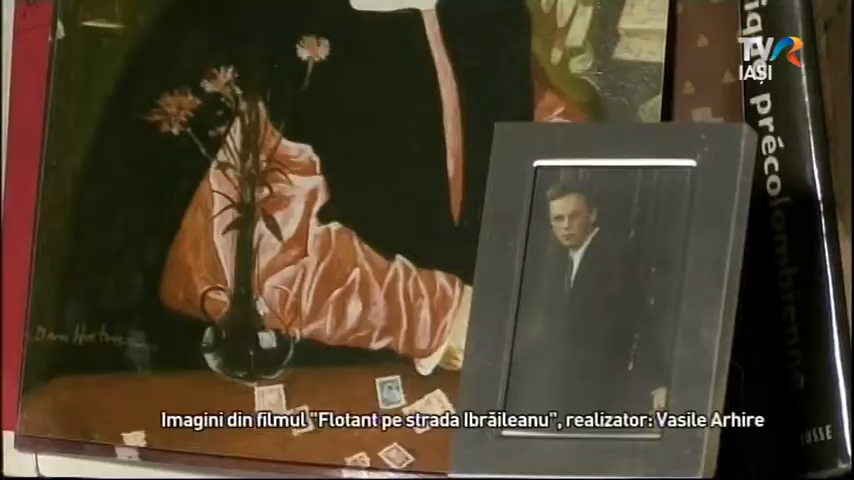 TVR
IAȘI
précolombienne
Imagini din filmul "Flotant pe strada Ibrăileanu", realizator: Vasile Arhire